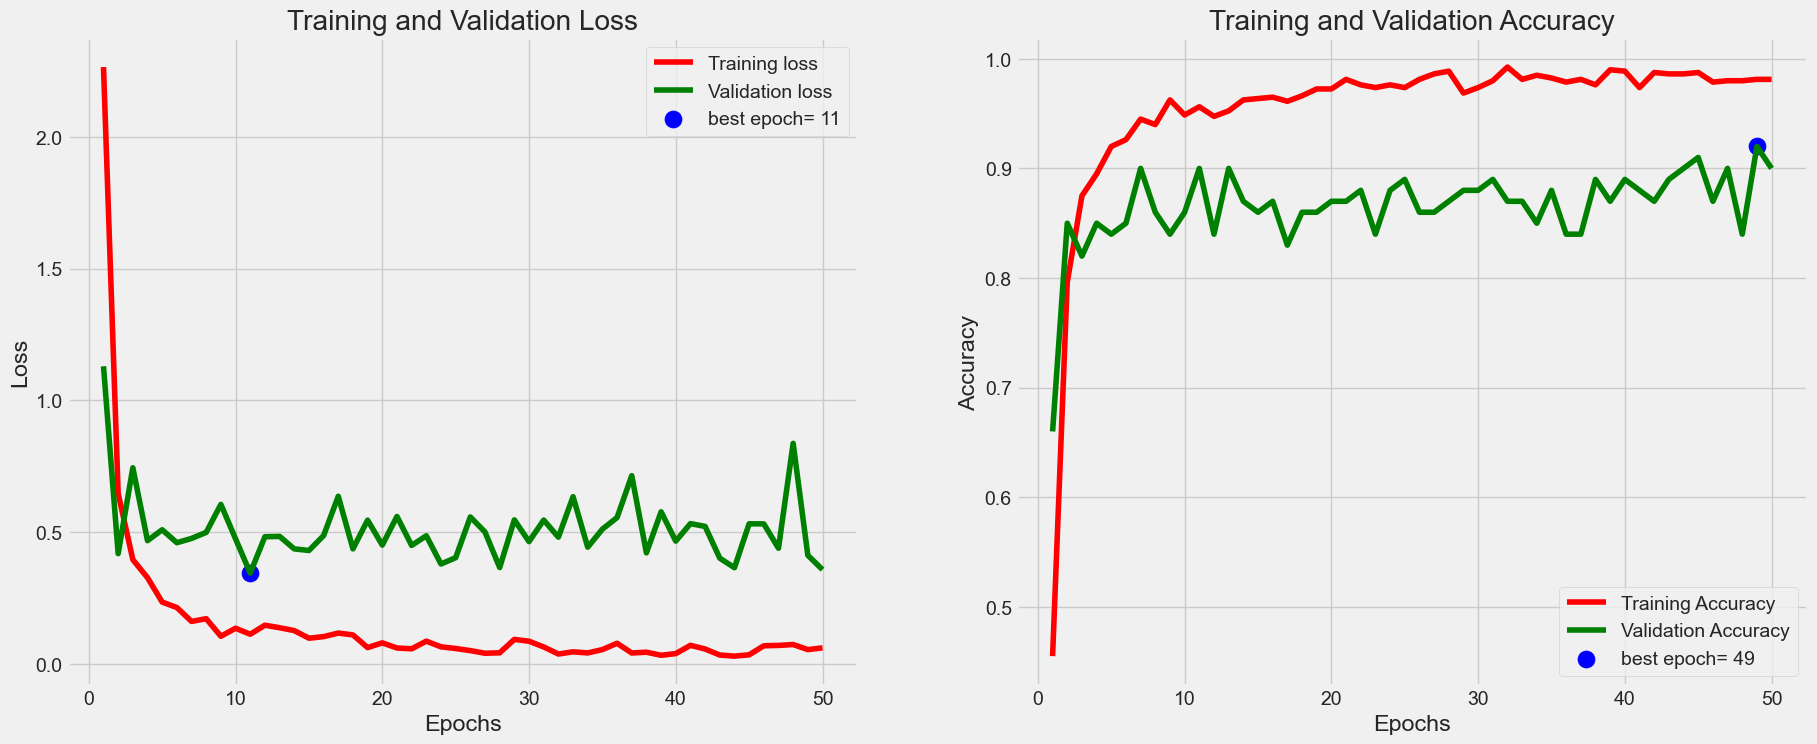 Training and Validation Loss
Training loss
Validation loss
best epoch= 11
2.0
1.5
1.0
0.5
0.0
Loss
0 10 20 30 40 50
Epochs
Training and Validation Accuracy
1.0
0.9
0.8
0.7
0.6
0.5
Accuracy
Training Accuracy
Validation Accuracy
best epoch= 49
0 10 20 30 40 50
Epochs